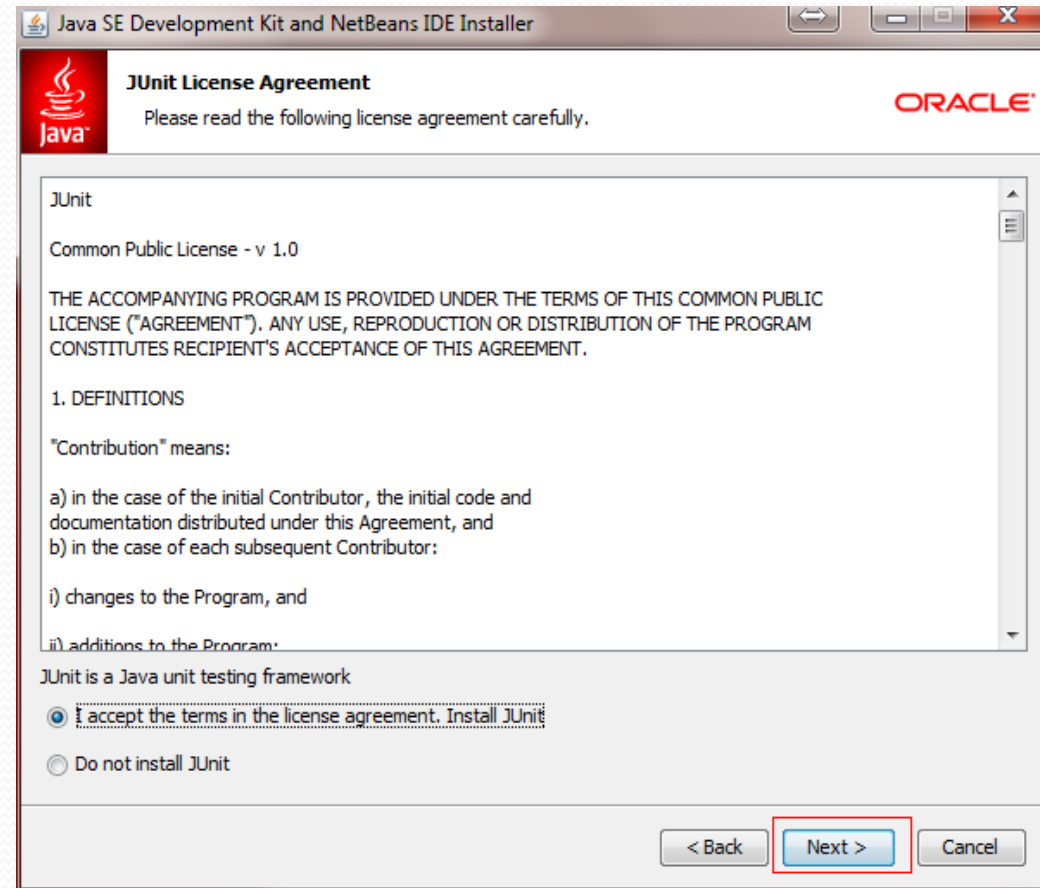 Java SE Development Kit and NetBeans IDE Installer
X
JUnit License Agreement
Please read the following license agreement carefully.
Java
ORACLE
JUnit
Common Public License - v 1.0
THE ACCOMPANYING PROGRAM IS PROVIDED UNDER THE TERMS OF THIS COMMON PUBLIC
LICENSE ("AGREEMENT"). ANY USE, REPRODUCTION OR DISTRIBUTION OF THE PROGRAM
CONSTITUTES RECIPIENT'S ACCEPTANCE OF THIS AGREEMENT.
1. DEFINITIONS
"Contribution" means:
a) in the case of the initial Contributor, the initial code and
documentation distributed under this Agreement, and
b) in the case of each subsequent Contributor:
i) changes to the Program, and
ii) additions to the Program;
JUnit is a Java unit testing framework
I accept the terms in the license agreement. Install JUnit
Do not install JUnit
< Back Next > Cancel